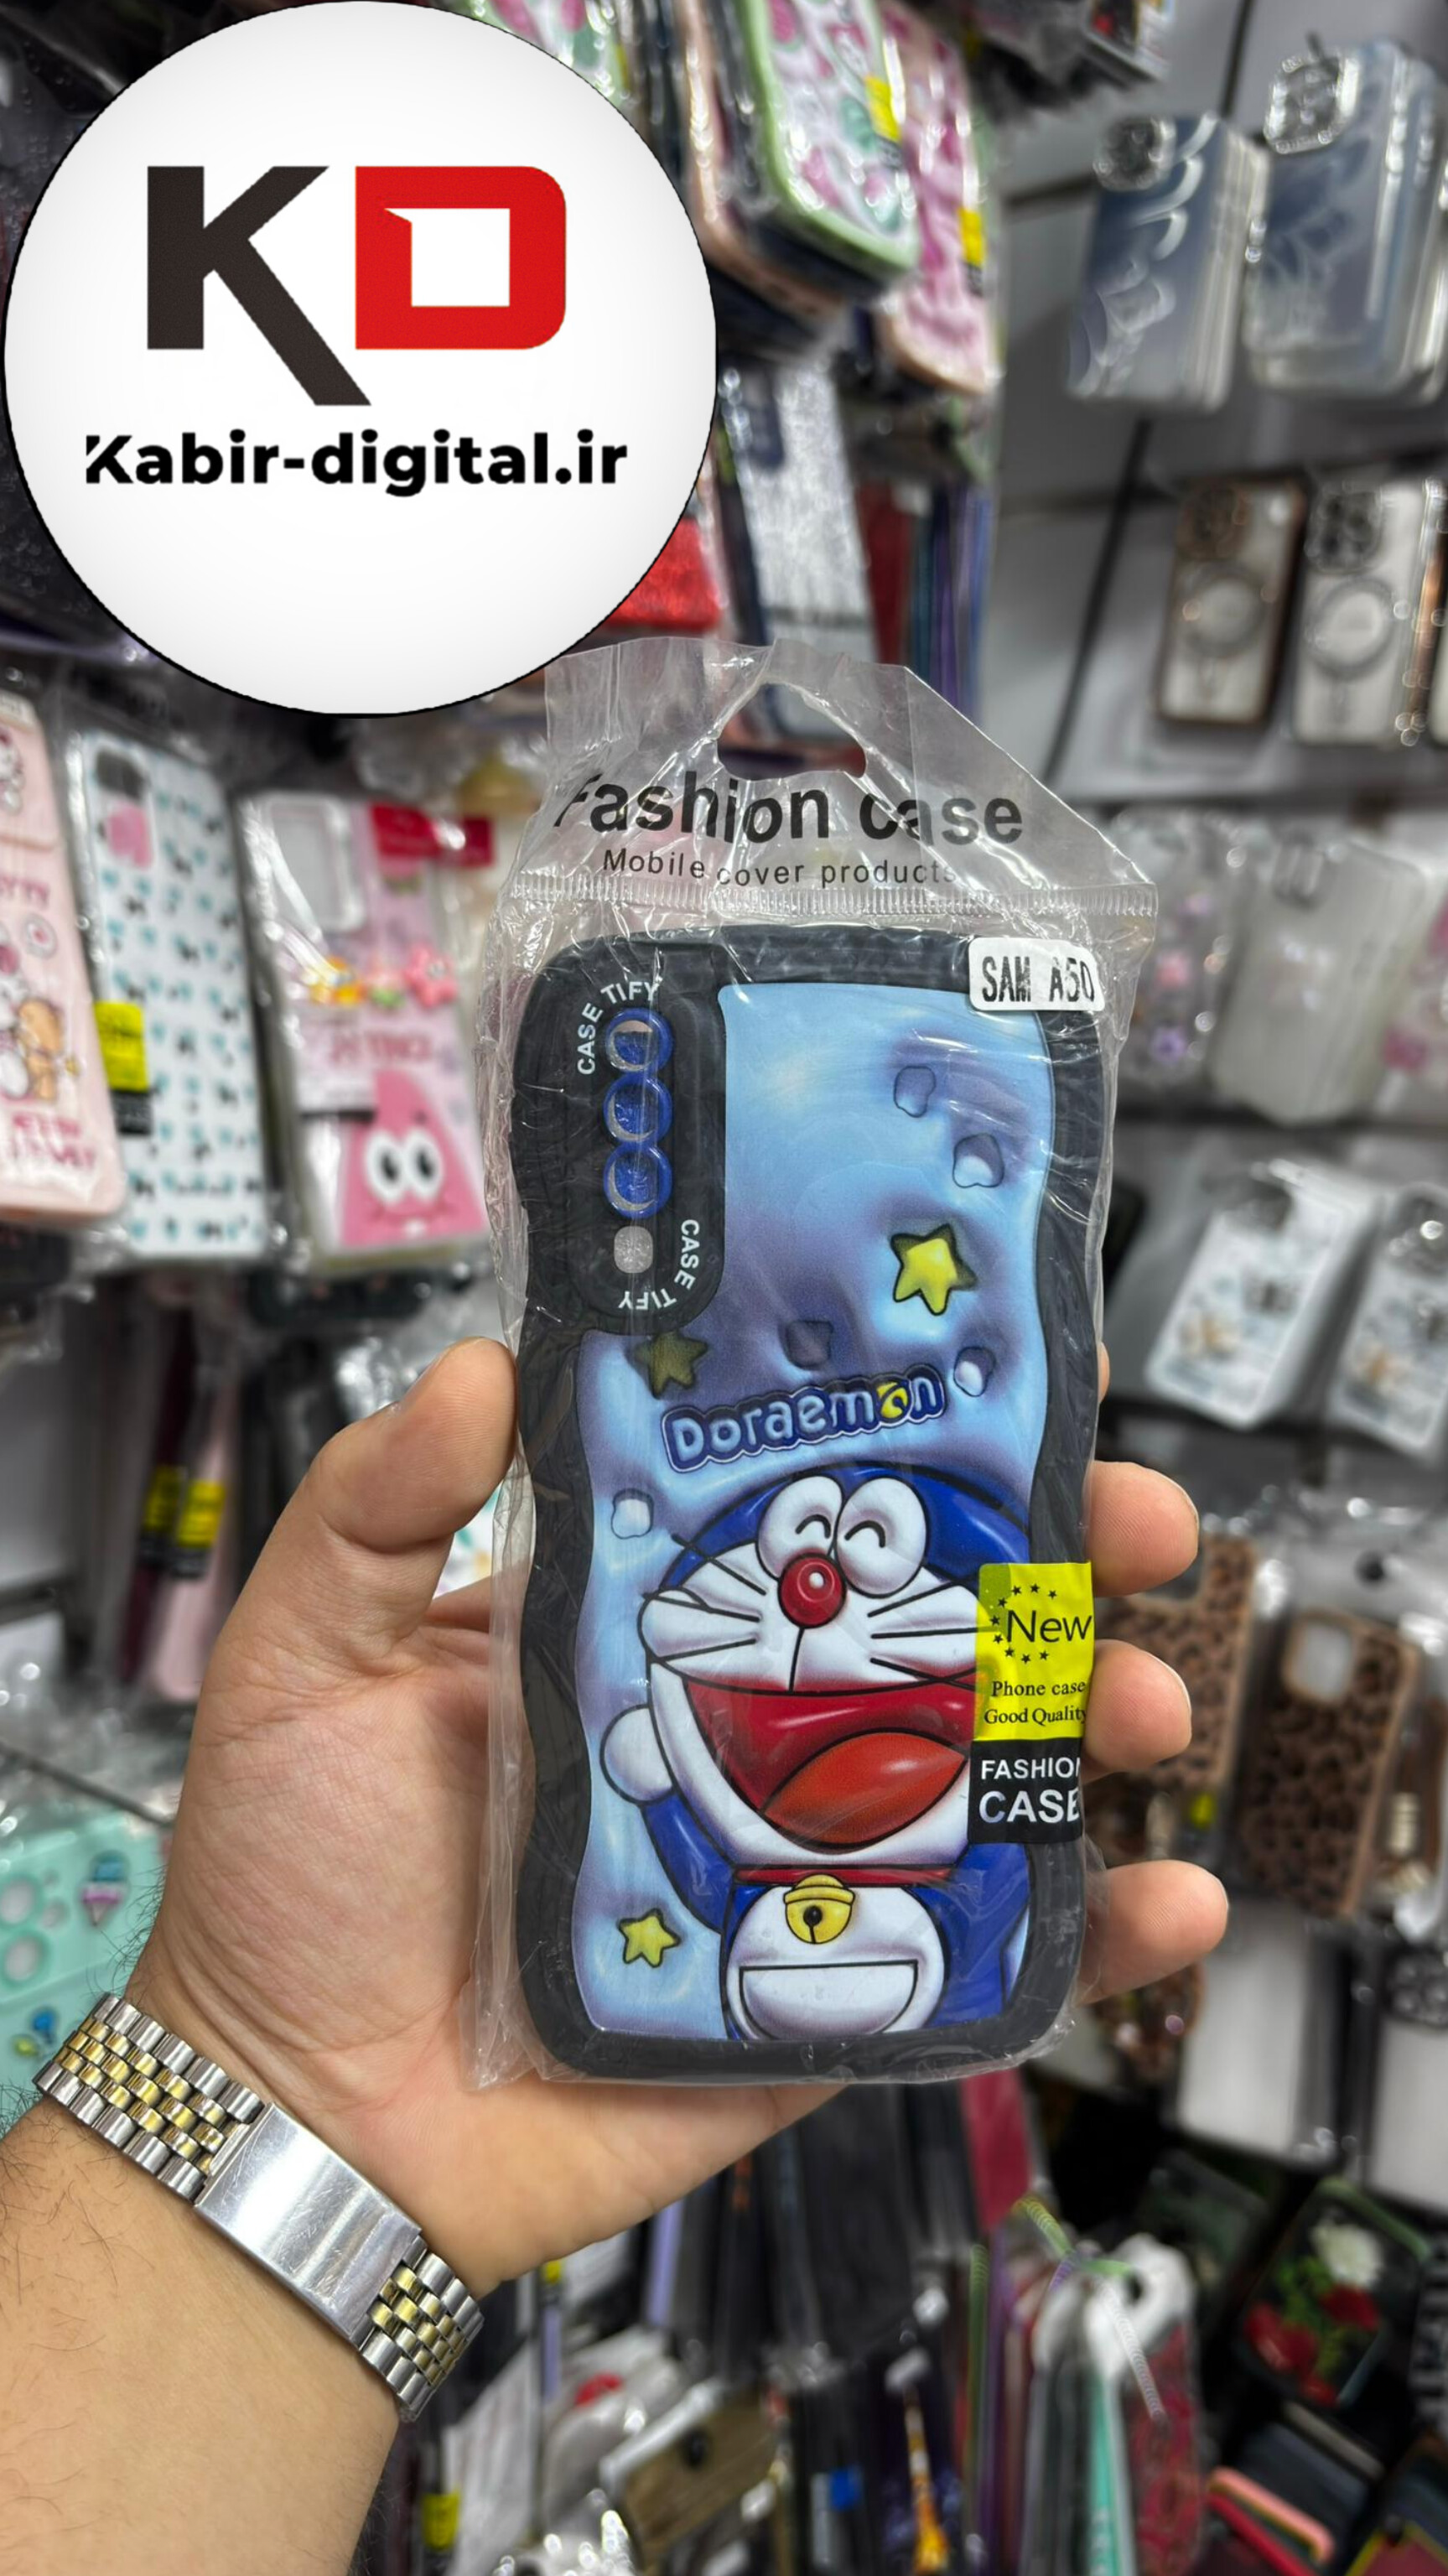 KD
Kabir-digital.ir
Fashion case
Mobile cover products
SAM A50
CASE TIFY
CASE TIFY
Doraemon
New
Phone case
Good Quality
FASHION
CASE